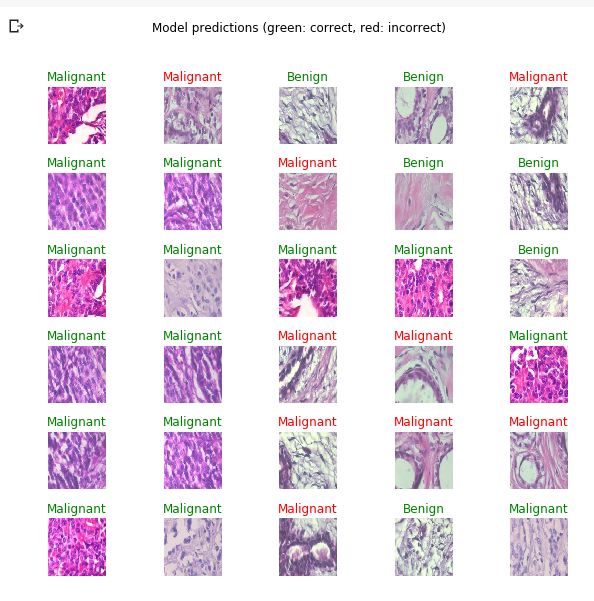 Model predictions (green: correct, red: incorrect)
Malignant Malignant Benign Benign Malignant
Malignant Malignant Malignant Benign Benign
Malignant Malignant Malignant Malignant Benign
Malignant Malignant Malignant Malignant Malignant
Malignant Malignant Malignant Malignant Malignant
Malignant Malignant Malignant Benign Malignant